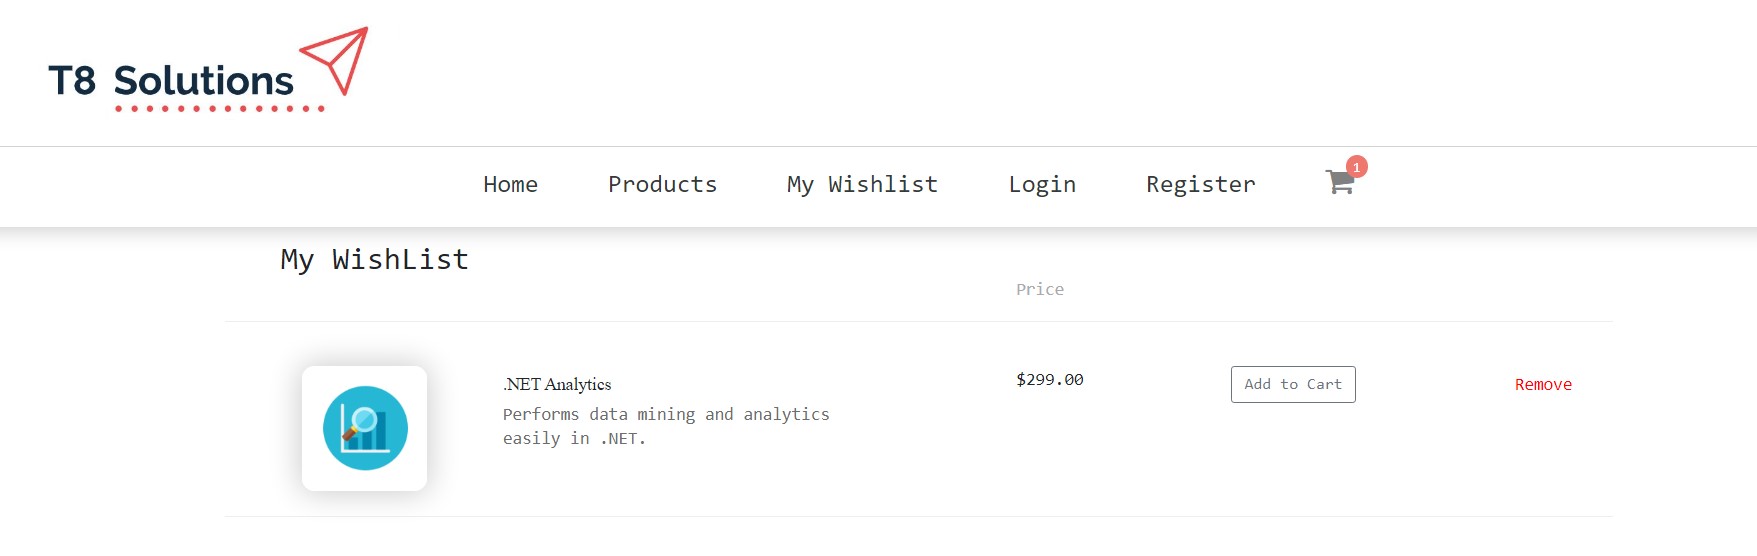 T8 Solutions
Home Products My Wishlist Login Register 1
My WishList
Price
.NET Analytics $299.00 Add to Cart Remove
Performs data mining and analytics
easily in .NET.